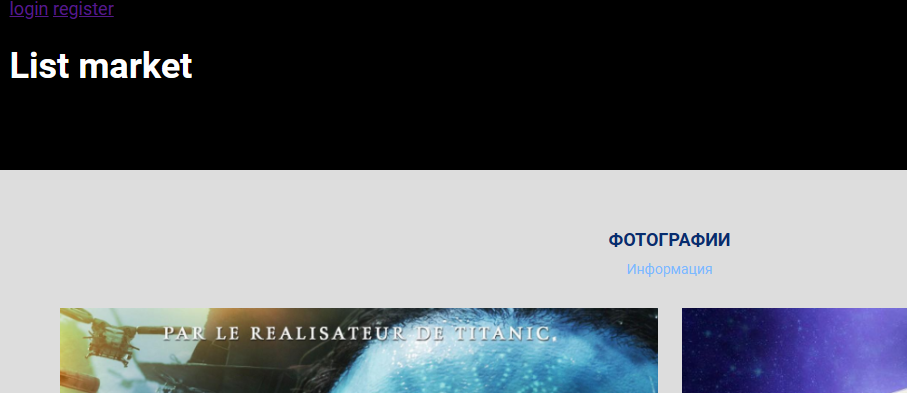 login register
List market
ФОТОГРАФИИ
Информация
PAR LE REALISATEUR DE TITANIC.